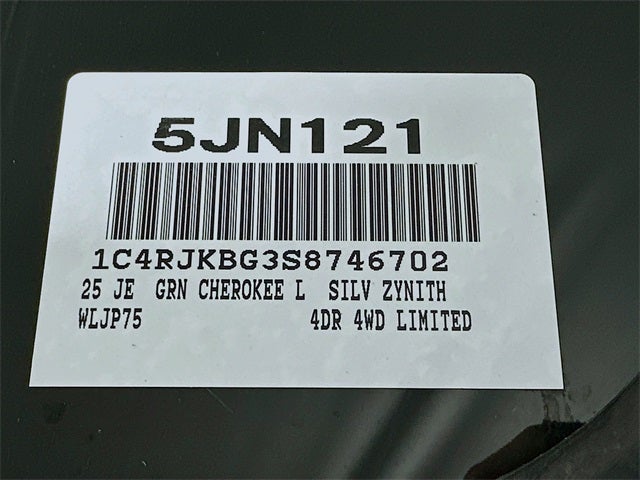 5JN121
1C4RJKBG3S8746702
25 JE GRN CHEROKEE L SILV ZYNITH
WLJP75 4DR 4WD LIMITED